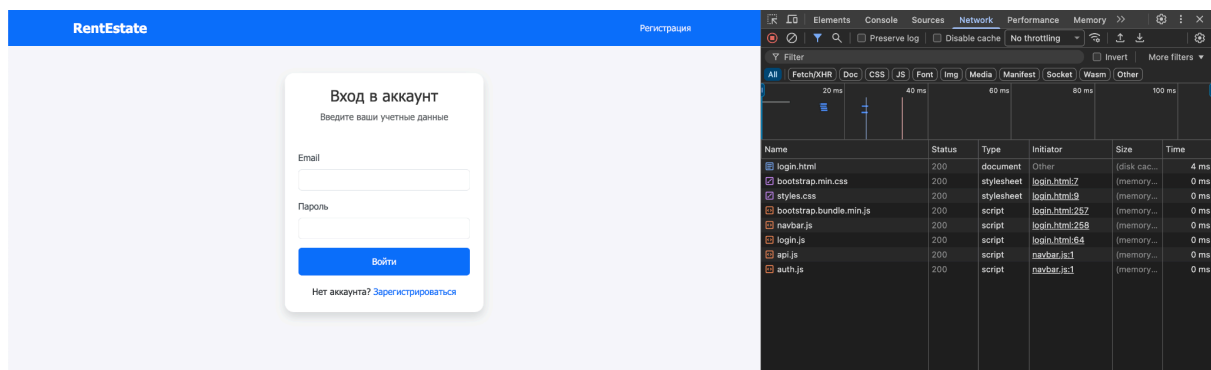 RentEstate
Регистрация
Вход в аккаунт
Введите ваши учетные данные
Email
Пароль
Войти
Нет аккаунта? Зарегистрироваться
Elements Console Sources Network Performance Memory
Preserve log Disable cache No throttling
Filter Invert More filters
All Fetch/XHR Doc CSS JS Font Img Media Manifest Socket Wasm Other
20 ms 40 ms 60 ms 80 ms 100 ms
Name Status Type Initiator Size Time
login.html 200 document Other (disk cac... 4 ms
bootstrap.min.css 200 stylesheet login.html:7 (memory... 0 ms
styles.css 200 stylesheet login.html:9 (memory... 0 ms
bootstrap.bundle.min.js 200 script login.html:257 (memory... 0 ms
navbar.js 200 script login.html:258 (memory... 0 ms
login.js 200 script login.html:64 (memory... 0 ms
api.js 200 script navbar.js:1 (memory... 0 ms
auth.js 200 script navbar.js:1 (memory... 0 ms